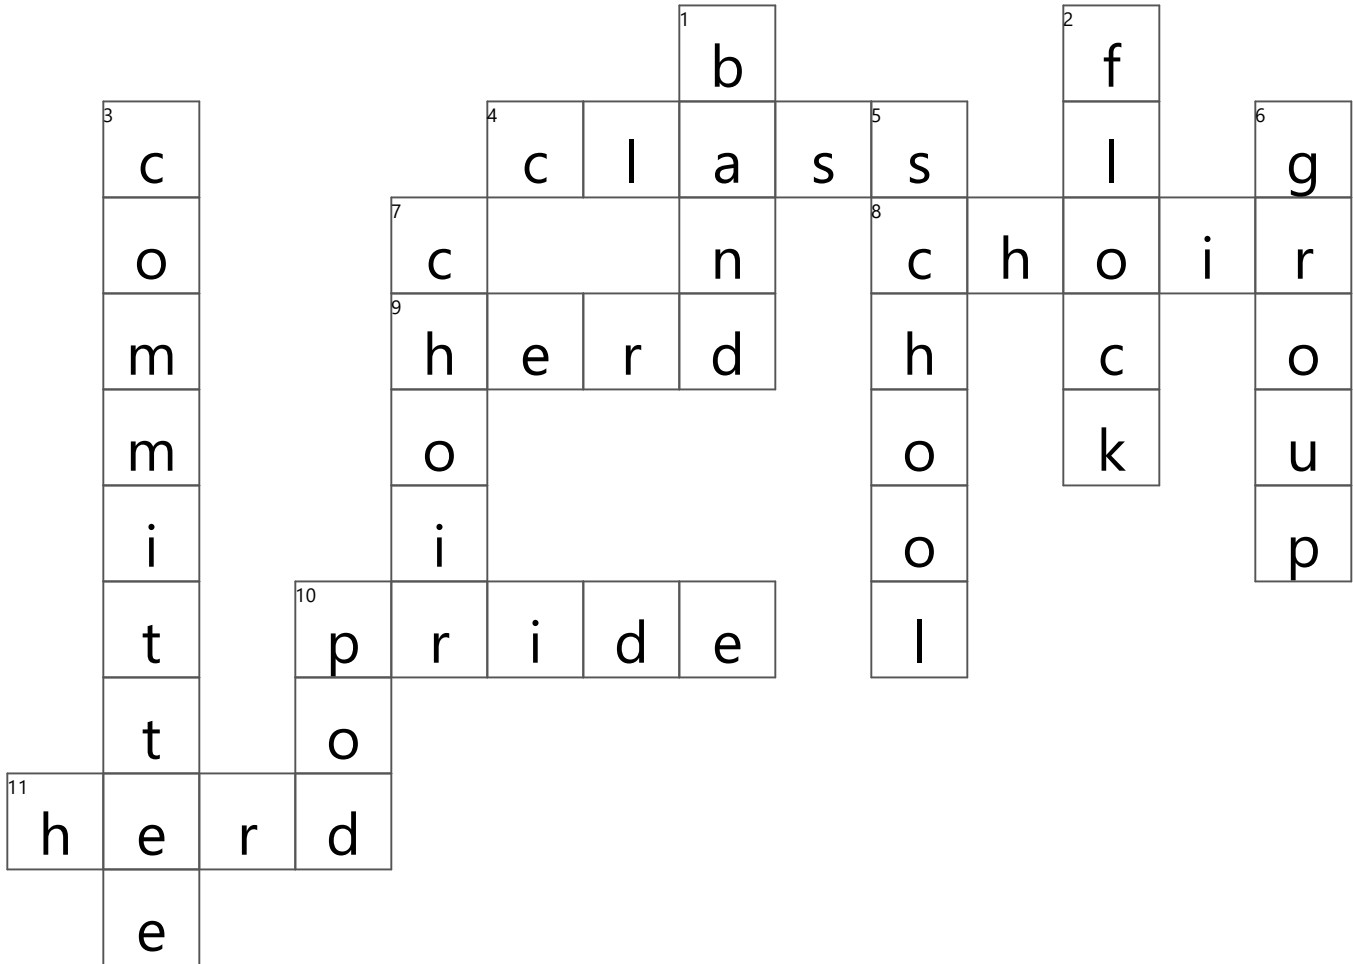 1 b 2 f
3 c 4 c l a s 5 s l 6 g
o 7 c n 8 c h o i r
m 9 h e r d h c o
m o o k u
i i o p
t 10 p r i d e l
t o
11 h e r d
e